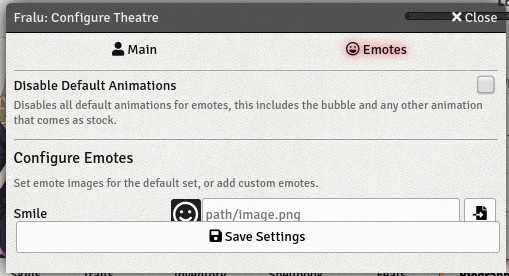 Fralu: Configure Theatre
Close
Main
Emotes
Disable Default Animations
Disables all default animations for emotes, this includes the bubble and any other animation
that comes as stock.
Configure Emotes
Set emote images for the default set, or add custom emotes.
Smile
path/image.png
Save Settings